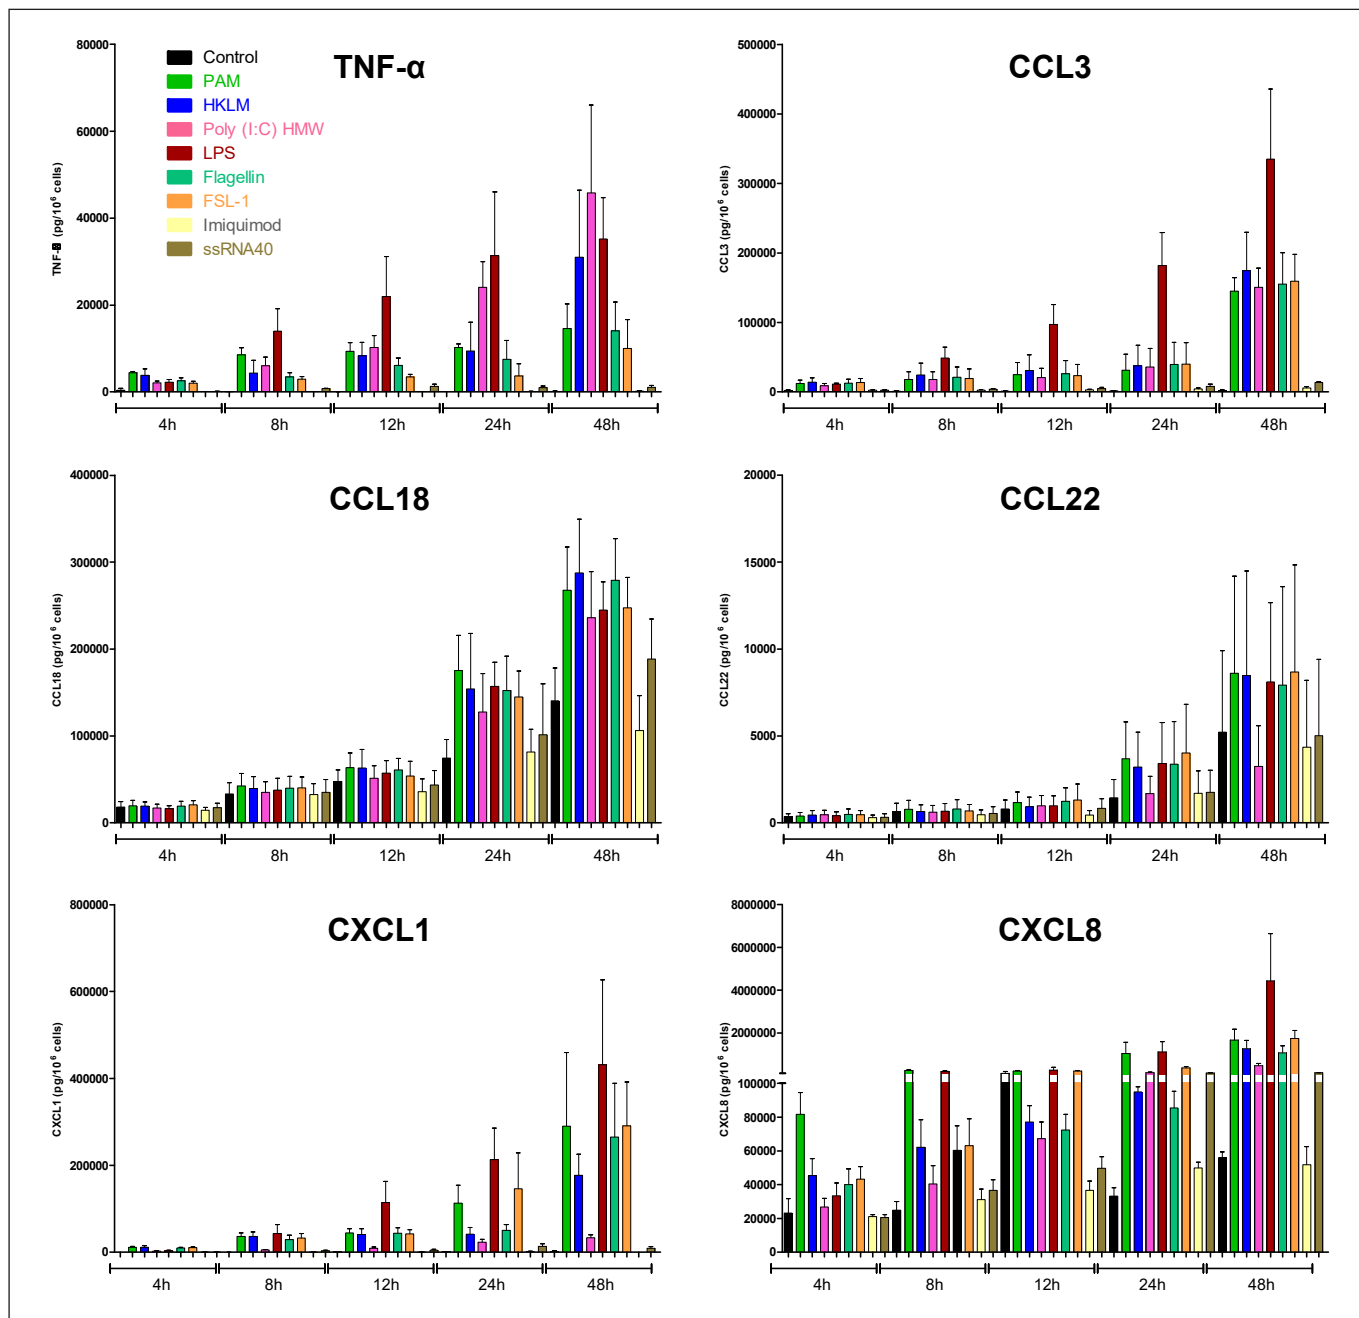 TNF-α
80000
60000
40000
20000
0
(pg/10⁶ cells)
Control
PAM
HKLM
Poly (I:C) HMW
LPS
Flagellin
FSL-1
Imiquimod
ssRNA40
4h 8h 12h 24h 48h
CCL3
500000
400000
300000
200000
100000
0
CCL3 (pg/10⁶ cells)
4h 8h 12h 24h 48h
CCL18
400000
300000
200000
100000
0
CCL18 (pg/10⁶ cells)
4h 8h 12h 24h 48h
CCL22
20000
15000
10000
5000
0
CCL22 (pg/10⁶ cells)
4h 8h 12h 24h 48h
CXCL1
800000
600000
400000
200000
0
CXCL1 (pg/10⁶ cells)
4h 8h 12h 24h 48h
CXCL8
8000000
6000000
4000000
2000000
100000
80000
60000
40000
20000
0
CXCL8 (pg/10⁶ cells)
4h 8h 12h 24h 48h